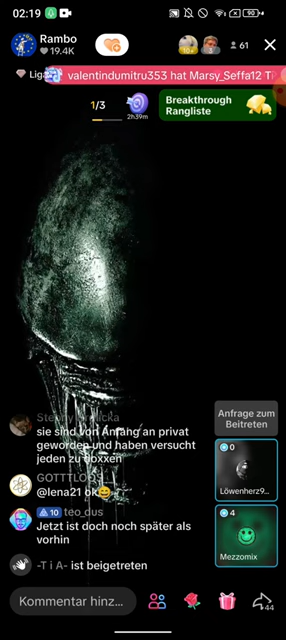 02:19
90
Rambo
19.4K
61
Liga
valentindumitru353 hat Marsy_Seffa12
1/3
2h39m
Breakthrough
Rangliste
sie sind von Anfang an privat
geworden und haben versucht
jeden zu boxxen
Anfrage zum
Beitreten
0
Löwenherz9...
@lena21 ok😄
10 teo_dus
Jetzt ist doch noch später als
vorhin
4
Mezzomix
-T i A- ist beigetreten
Kommentar hinz...
44